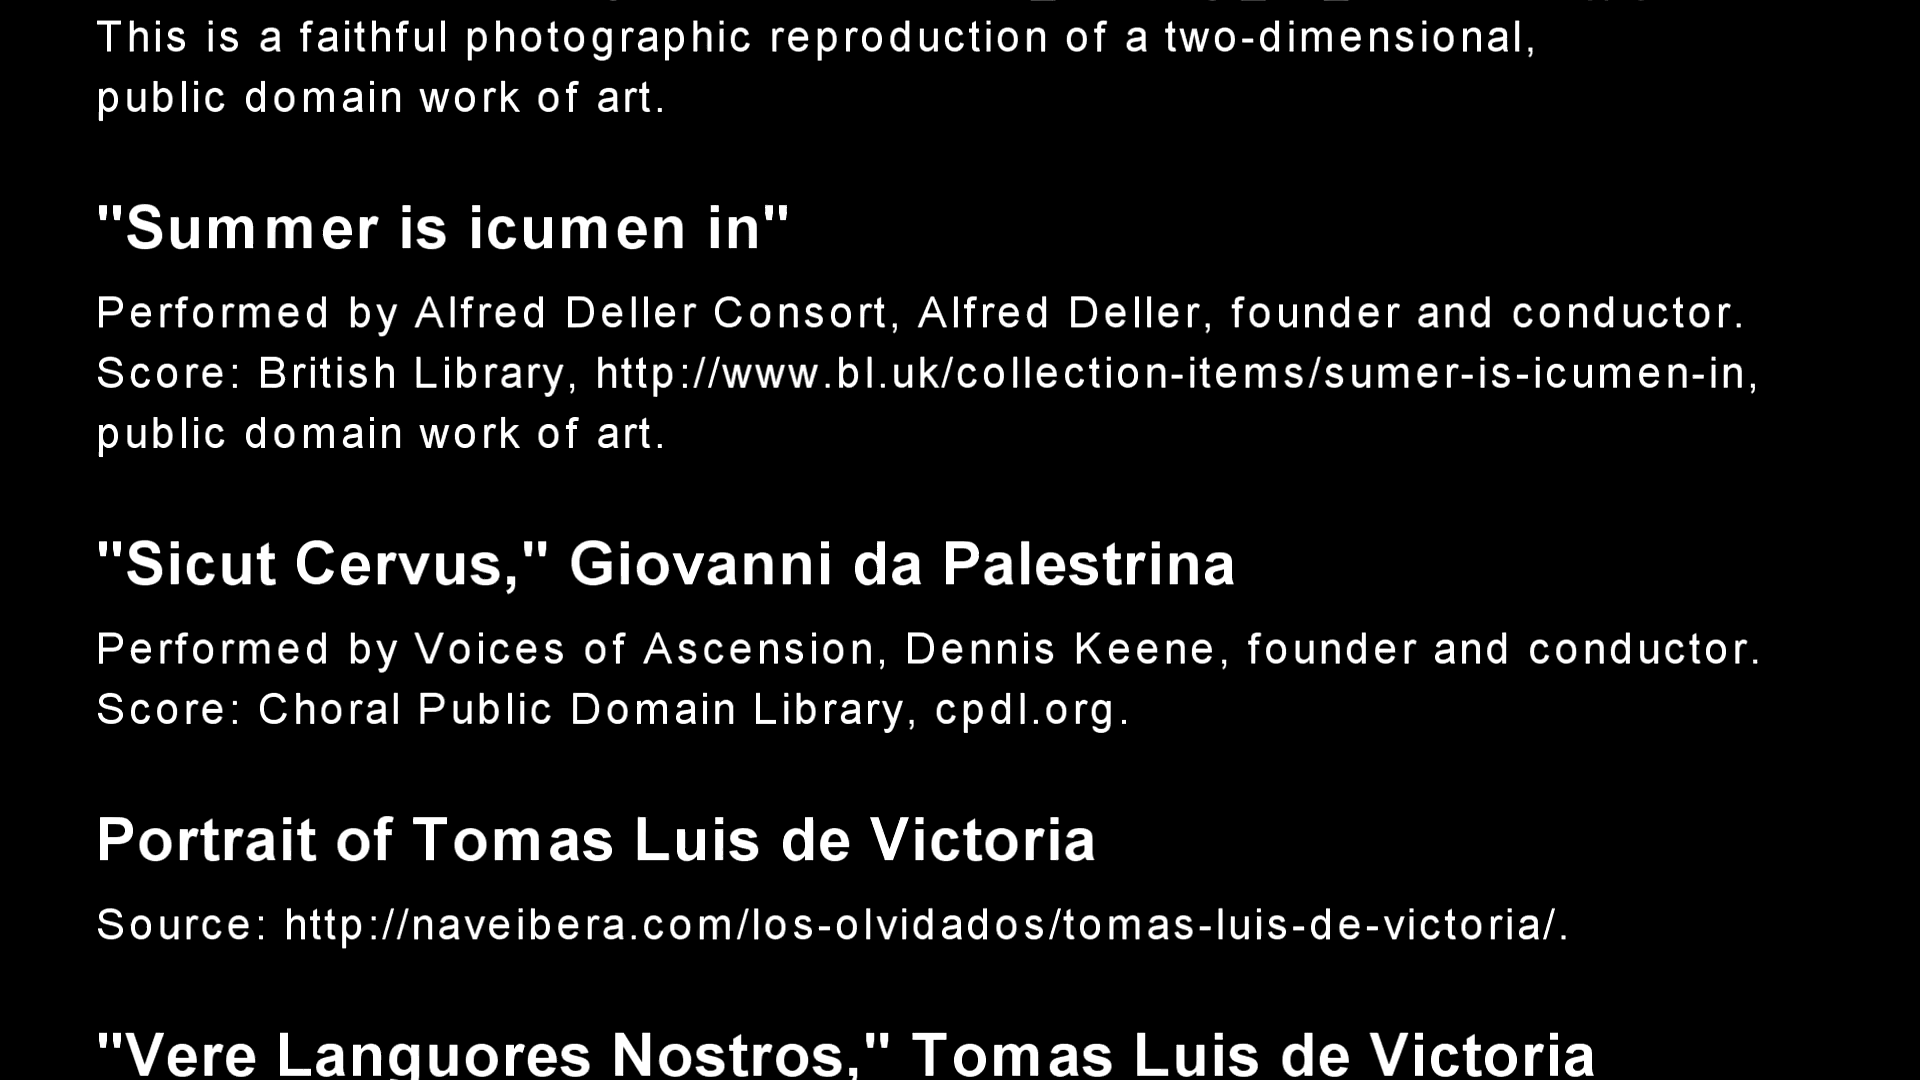 This is a faithful photographic reproduction of a two-dimensional,
public domain work of art.
"Summer is icumen in"
Performed by Alfred Deller Consort, Alfred Deller, founder and conductor.
Score: British Library, http://www.bl.uk/collection-items/sumer-is-icumen-in,
public domain work of art.
"Sicut Cervus," Giovanni da Palestrina
Performed by Voices of Ascension, Dennis Keene, founder and conductor.
Score: Choral Public Domain Library, cpdl.org.
Portrait of Tomas Luis de Victoria
Source: http://naveibera.com/los-olvidados/tomas-luis-de-victoria/.
"Vere Languores Nostros," Tomas Luis de Victoria